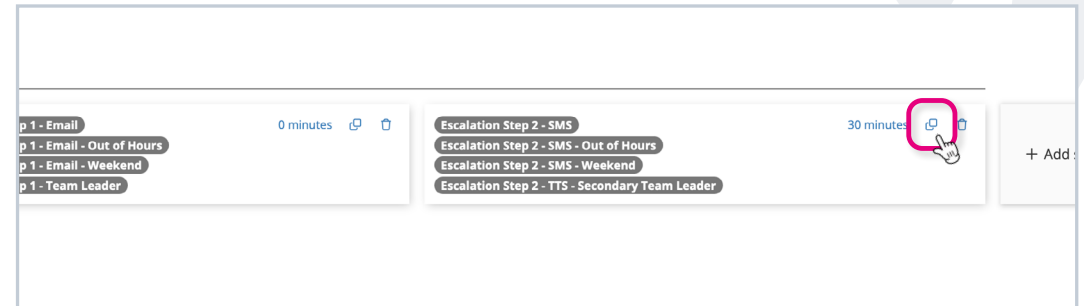 p 1 - Email
p 1 - Email - Out of Hours
p 1 - Email - Weekend
p 1 - Team Leader
0 minutes
Escalation Step 2 - SMS
Escalation Step 2 - SMS - Out of Hours
Escalation Step 2 - SMS - Weekend
Escalation Step 2 - TTS - Secondary Team Leader
30 minutes
+ Add